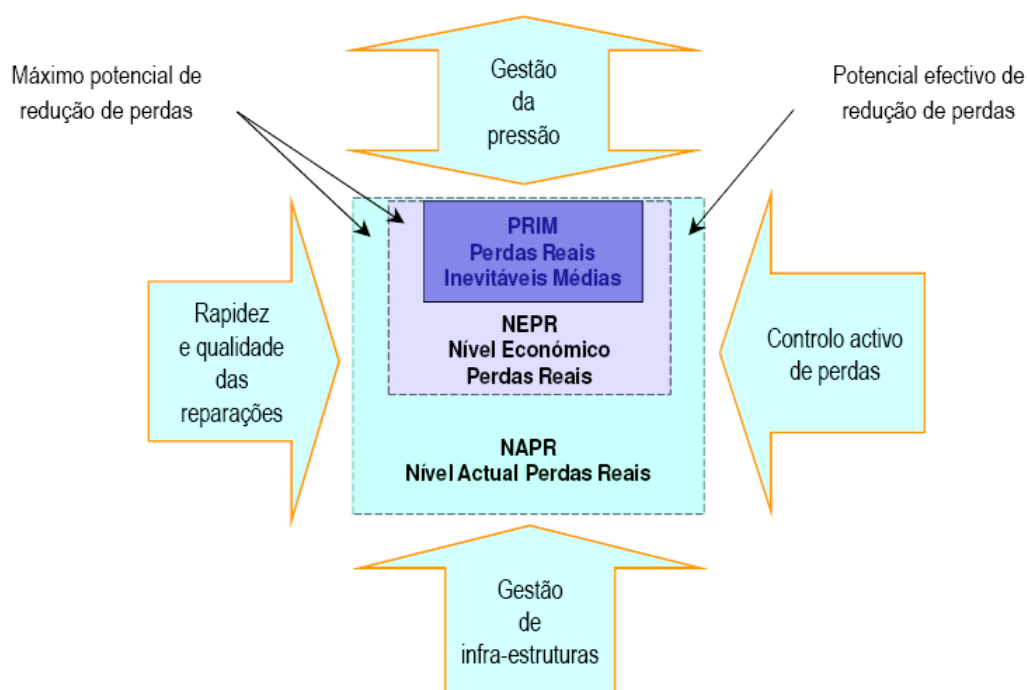 Máximo potencial de
redução de perdas
Gestão
da
pressão
Potencial efectivo de
redução de perdas
PRIM
Perdas Reais
Inevitáveis Médias
Rapidez
e qualidade
das
reparações
NEPR
Nível Económico
Perdas Reais
Controlo activo
de perdas
NAPR
Nível Actual Perdas Reais
Gestão
de
infra-estruturas